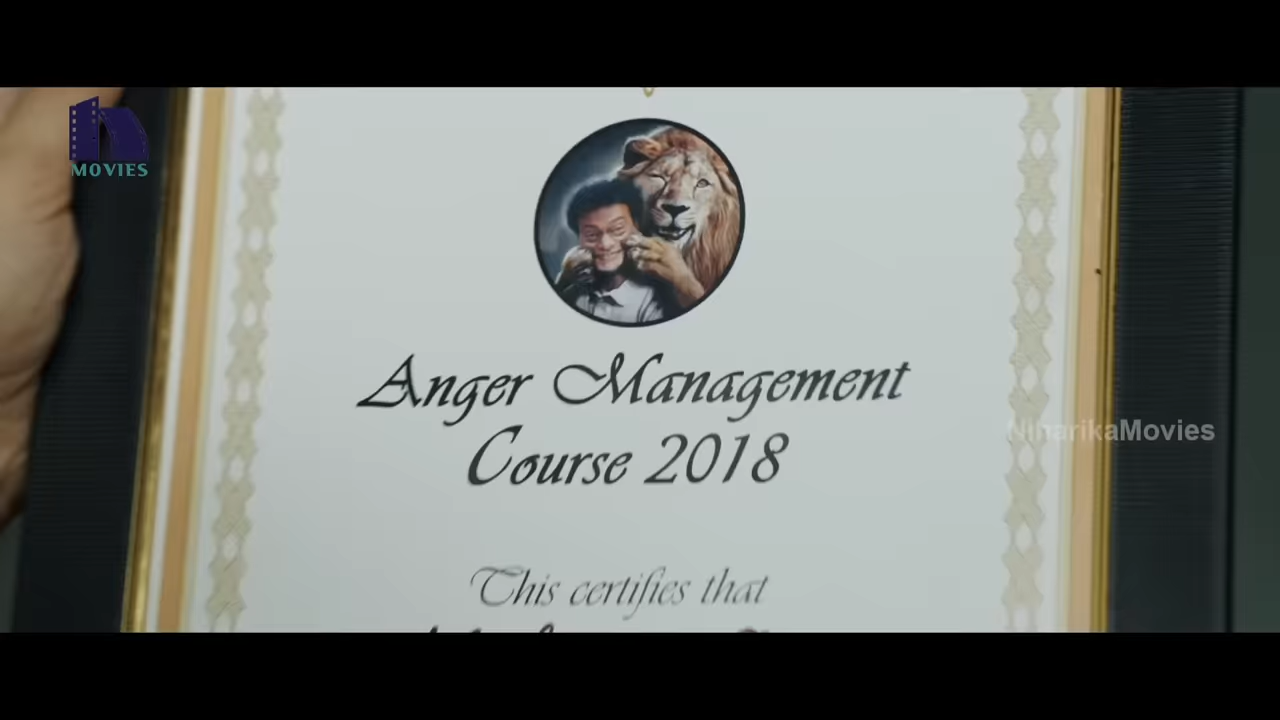 MOVIES
Anger Management
Course 2018
NiharikaMovies
This certifies that